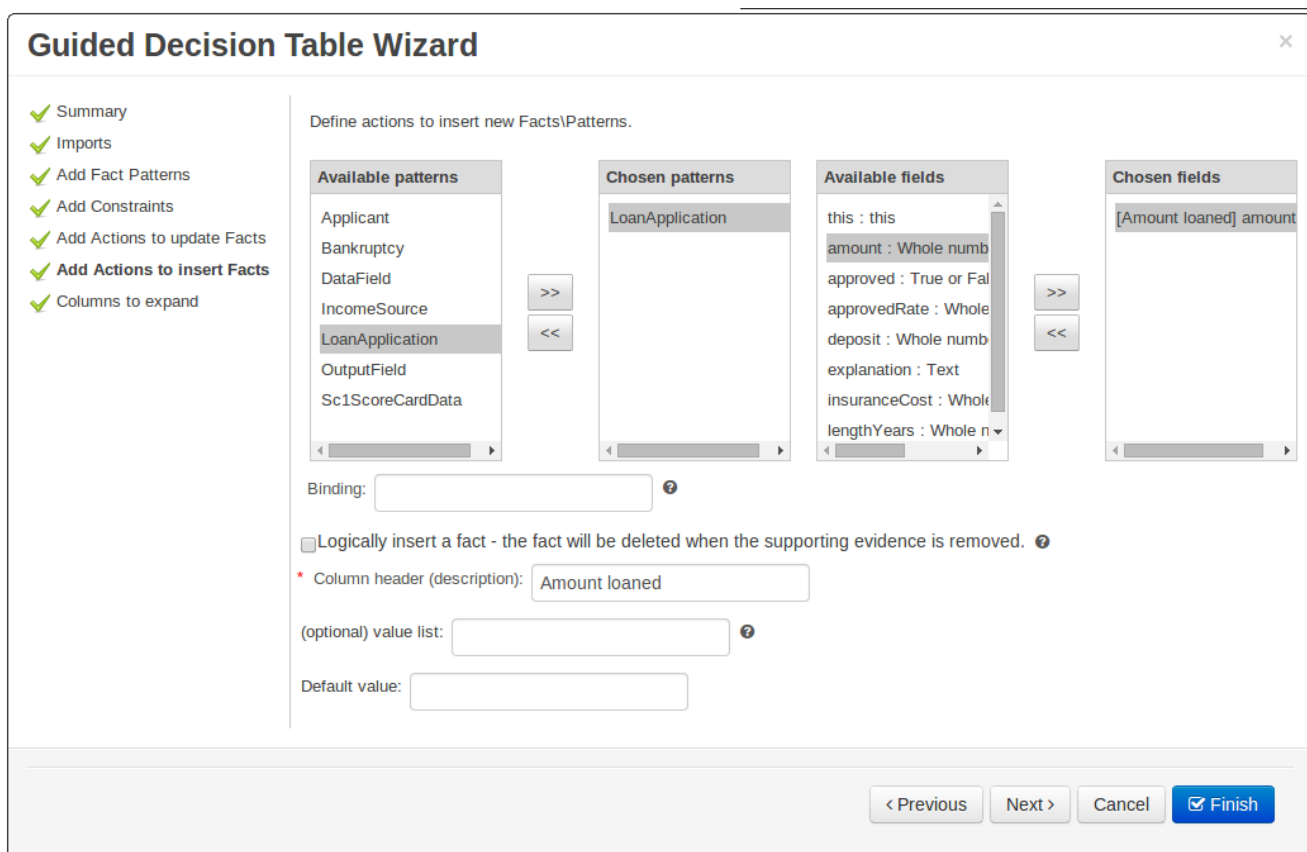 Guided Decision Table Wizard
×
Summary
Imports
Add Fact Patterns
Add Constraints
Add Actions to update Facts
Add Actions to insert Facts
Columns to expand
Define actions to insert new Facts\Patterns.
Available patterns
Applicant
Bankruptcy
DataField
IncomeSource
LoanApplication
OutputField
Sc1ScoreCardData
>>
<<
Chosen patterns
LoanApplication
Available fields
this : this
amount : Whole numb
approved : True or Fal
approvedRate : Whole
deposit : Whole numb
explanation : Text
insuranceCost : Whole
lengthYears : Whole n
>>
<<
Chosen fields
[Amount loaned] amount
Binding:
?
Logically insert a fact - the fact will be deleted when the supporting evidence is removed. ?
* Column header (description): Amount loaned
(optional) value list:
?
Default value:
‹ Previous
Next ›
Cancel
Finish